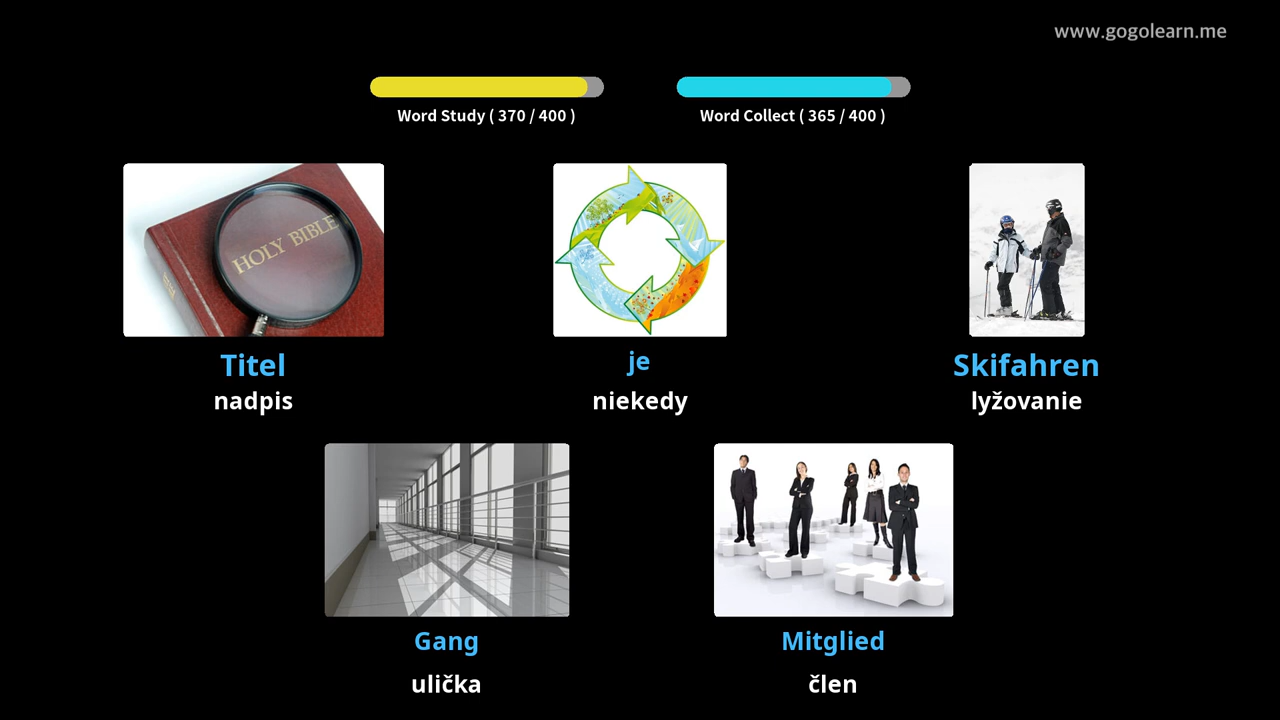 www.gogolearn.me
Word Study ( 370 / 400 )
Word Collect ( 365 / 400 )
HOLY BIBLE
Titel
nadpis
je
niekedy
Skifahren
lyžovanie
Gang
ulička
Mitglied
člen